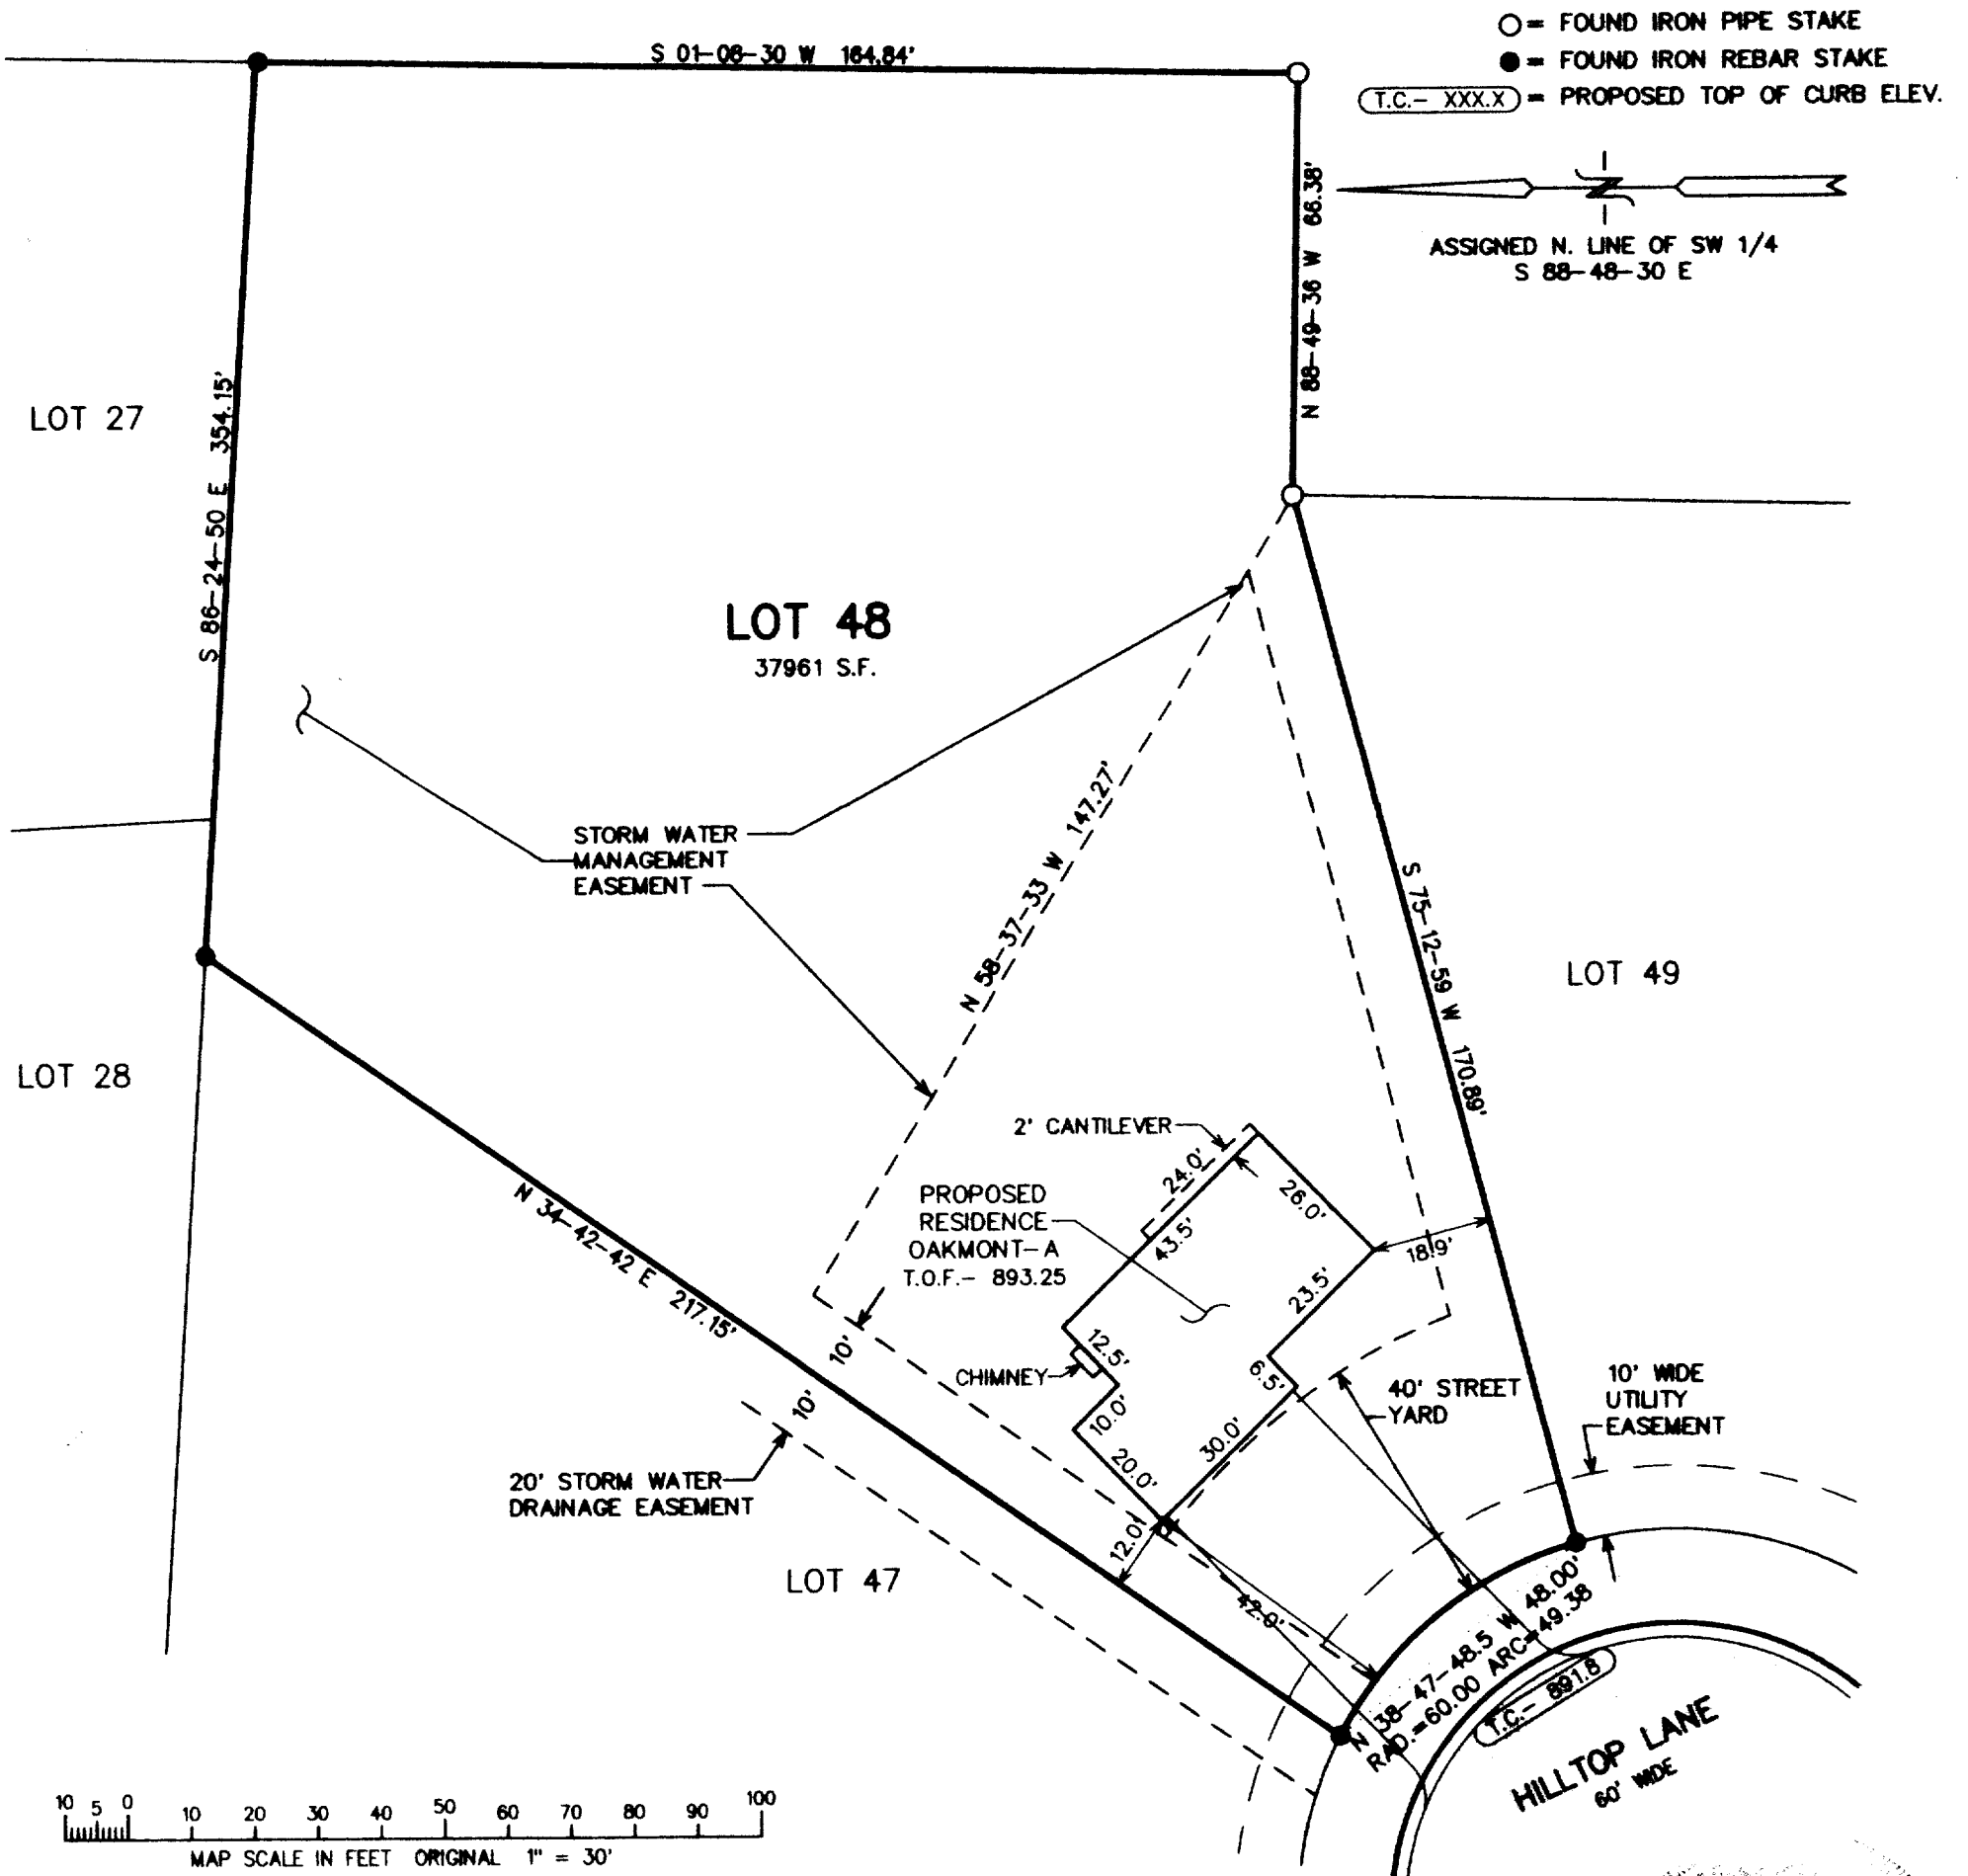 ○= FOUND IRON PIPE STAKE
●= FOUND IRON REBAR STAKE
T.C.- XXX.X = PROPOSED TOP OF CURB ELEV.
S 01-08-30 W 164.84'
N 88-49-36 W 66.38'
N
ASSIGNED N. LINE OF SW 1/4
S 88-48-30 E
LOT 27
S 86-24-50 E 354.15'
LOT 48
37961 S.F.
STORM WATER
MANAGEMENT
EASEMENT
N 58-37-33 W 147.27'
S 75-12-59 W 170.89'
LOT 49
LOT 28
2' CANTILEVER
24.0'
26.0'
43.5'
PROPOSED
RESIDENCE
OAKMONT-A
T.O.F.- 893.25
18.9'
23.5'
N 34-42-42 E 217.15'
10'
12.5'
CHIMNEY
6.5'
10.0'
40' STREET
YARD
10' WIDE
UTILITY
EASEMENT
10'
30.0'
20.0'
20' STORM WATER
DRAINAGE EASEMENT
12.0'
LOT 47
42.0'
N 38-47-48.5 W 48.00'
RAD.=60.00 ARC=49.38
T.C.- 891.8
HILLTOP LANE
60' WIDE
10 5 0 10 20 30 40 50 60 70 80 90 100
MAP SCALE IN FEET ORIGINAL 1" = 30'